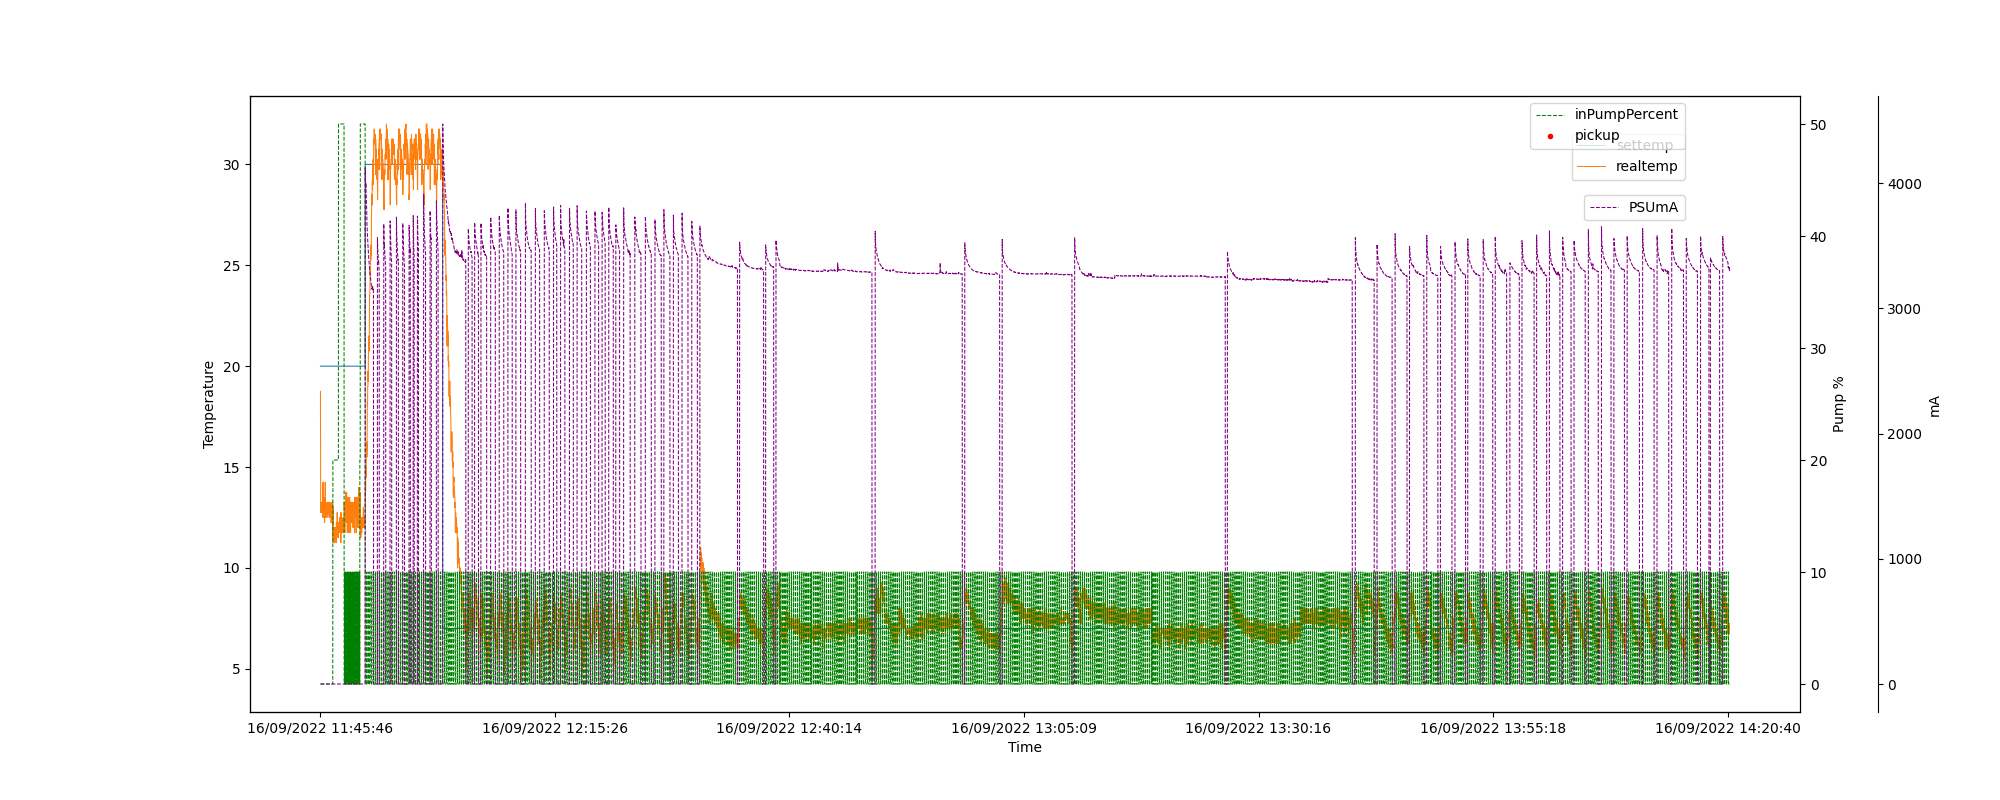 inPumpPercent
pickup
settemp
realtemp
PSUmA
Temperature
30
25
20
15
10
5
50
40
30
20
10
0
Pump %
4000
3000
2000
1000
0
mA
16/09/2022 11:45:46
16/09/2022 12:15:26
16/09/2022 12:40:14
16/09/2022 13:05:09
16/09/2022 13:30:16
16/09/2022 13:55:18
16/09/2022 14:20:40
Time